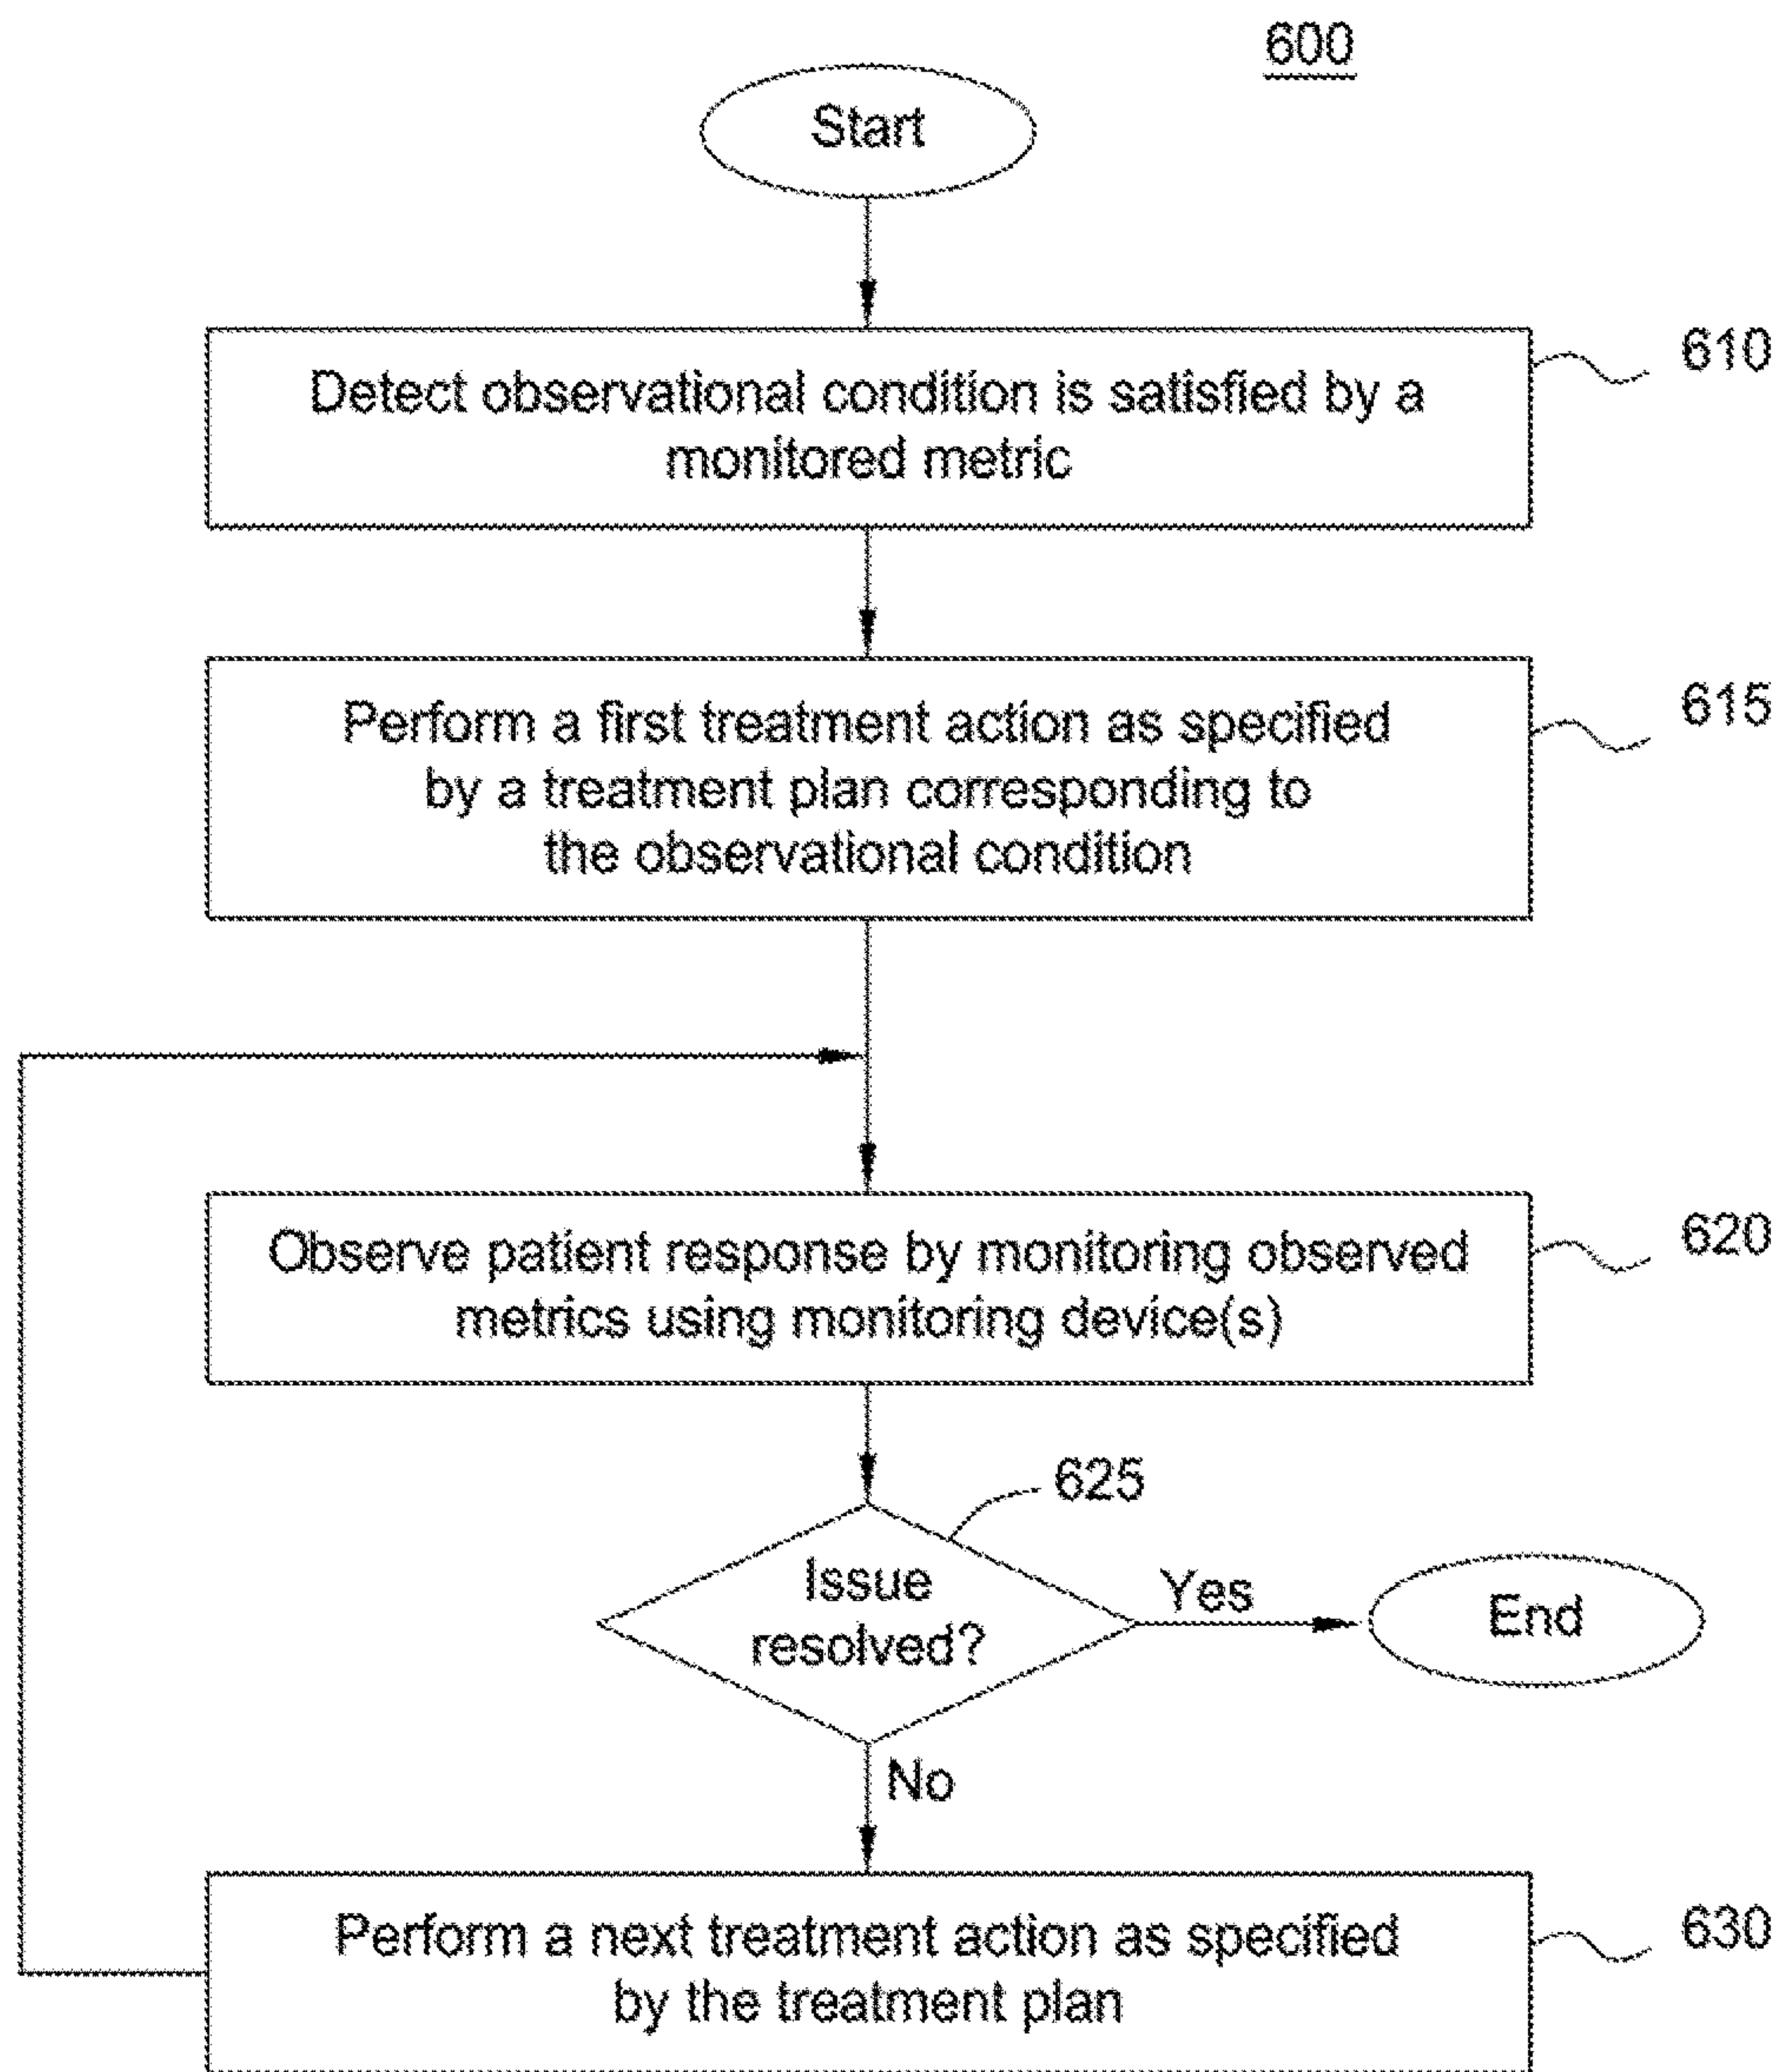 600
Start
610
Detect observational condition is satisfied by a
monitored metric
615
Perform a first treatment action as specified
by a treatment plan corresponding to
the observational condition
620
Observe patient response by monitoring observed
metrics using monitoring device(s)
625
Issue
resolved?
Yes
End
No
630
Perform a next treatment action as specified
by the treatment plan